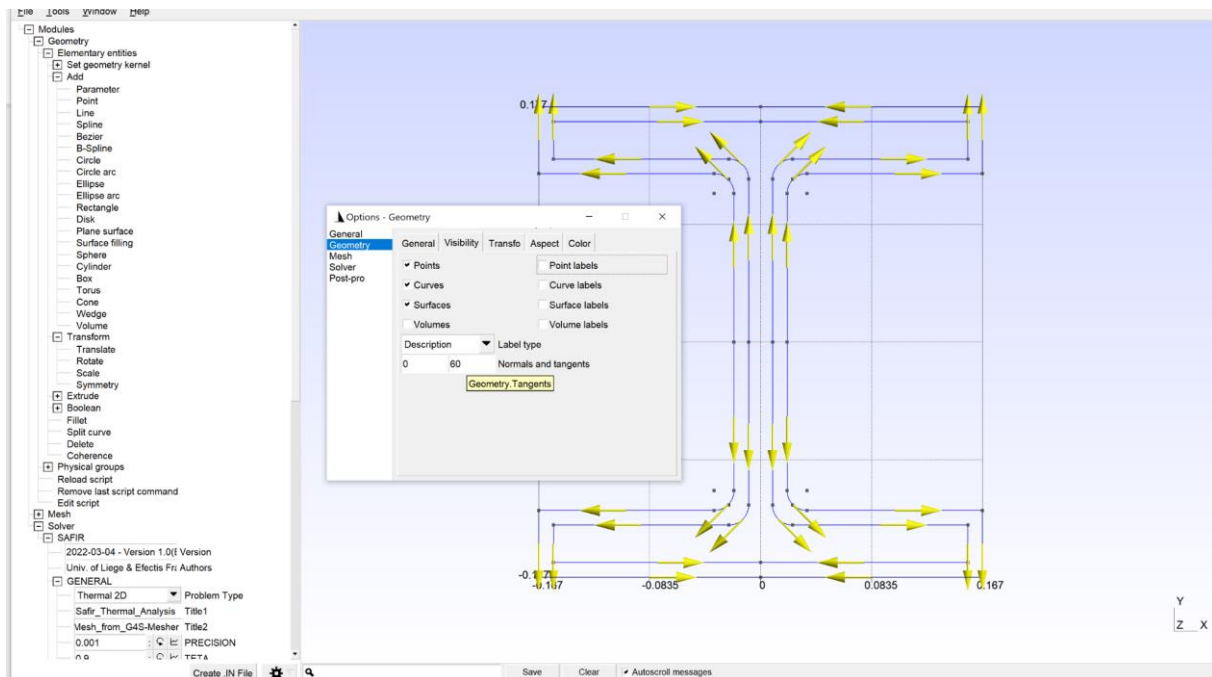 File Tools Window Help
Modules
Geometry
Elementary entities
Set geometry kernel
Add
Parameter
Point
Line
Spline
Bezier
B-Spline
Circle
Circle arc
Ellipse
Ellipse arc
Rectangle
Disk
Plane surface
Surface filling
Sphere
Cylinder
Box
Torus
Cone
Wedge
Volume
Transform
Translate
Rotate
Scale
Symmetry
Extrude
Boolean
Fillet
Split curve
Delete
Coherence
Physical groups
Reload script
Remove last script command
Edit script
Mesh
Solver
SAFIR
2022-03-04 - Version 1.0(E Version
Univ. of Liege & Efectis Fra Authors
GENERAL
Thermal 2D Problem Type
Safir_Thermal_Analysis Title1
Mesh_from_G4S-Mesher Title2
0.001 PRECISION
0.9 TETA
Create .IN File
Save Clear Autoscroll messages
Options - Geometry
General
Geometry
Mesh
Solver
Post-pro
General Visibility Transfo Aspect Color
Points Point labels
Curves Curve labels
Surfaces Surface labels
Volumes Volume labels
Description Label type
0 60 Normals and tangents
Geometry.Tangents
0.177
-0.177
-0.167 -0.0835 0 0.0835 0.167
Y
Z X